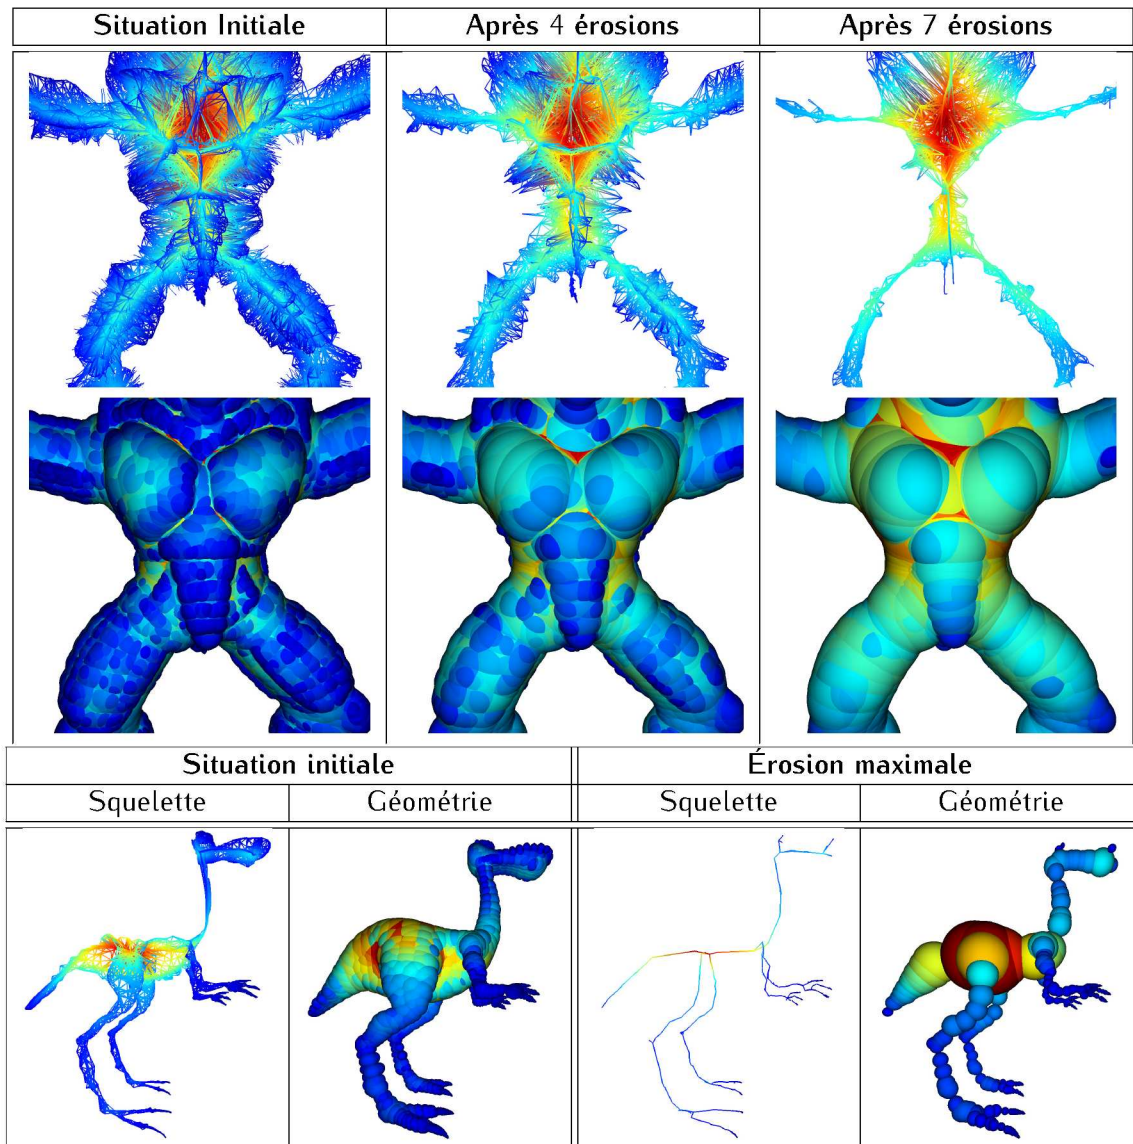 Situation Initiale
Après 4 érosions
Après 7 érosions
Situation initiale
Érosion maximale
Squelette
Géométrie
Squelette
Géométrie